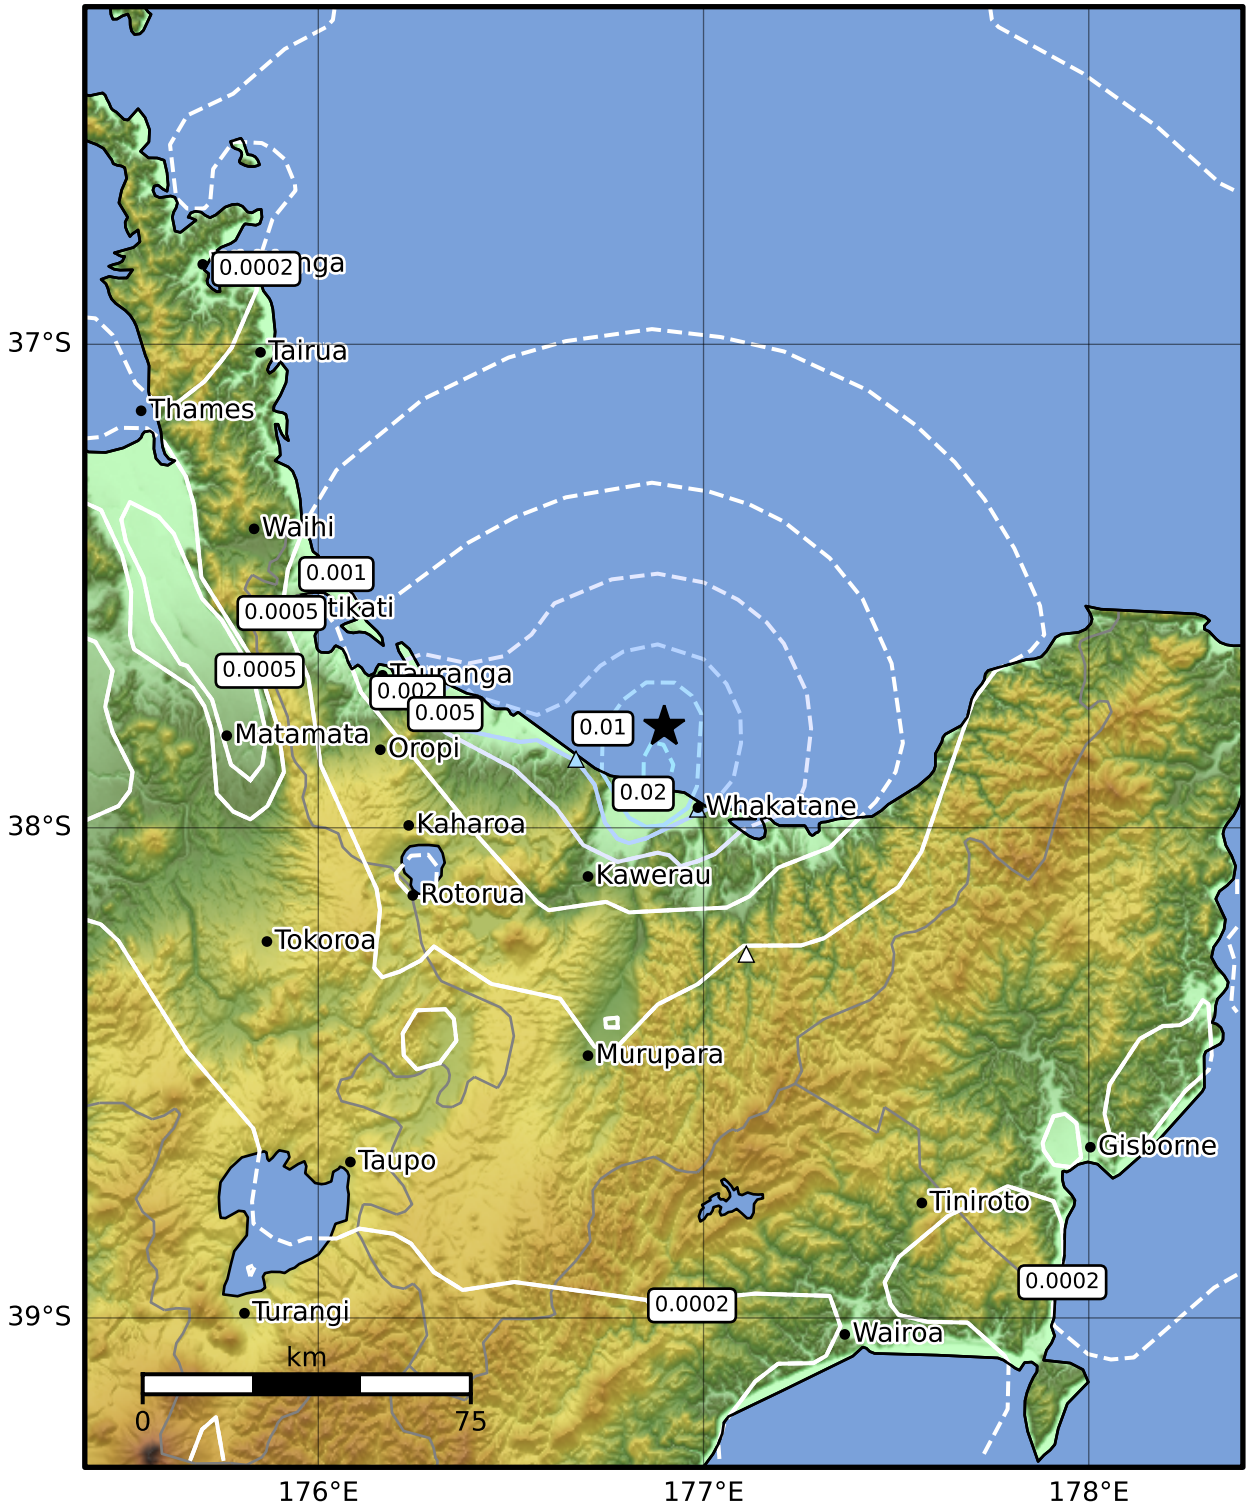 nga
0.0002
Tairua
37°S
Thames
Waihi
0.001
tikati
0.0005
0.0005
Tauranga
0.002
0.005
0.01
Matamata
Oropi
0.02
Whakatane
38°S
Kaharoa
Kawerau
Rotorua
Tokoroa
Murupara
Gisborne
Taupo
Tiniroto
0.0002
0.0002
39°S
Turangi
Wairoa
km
0
75
176°E
177°E
178°E